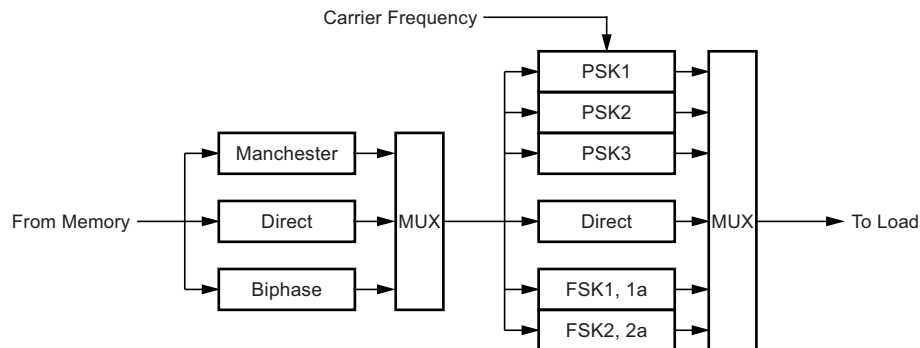 Carrier Frequency
PSK1
PSK2
PSK3
Manchester
From Memory
Direct
MUX
Direct
MUX
To Load
Biphase
FSK1, 1a
FSK2, 2a